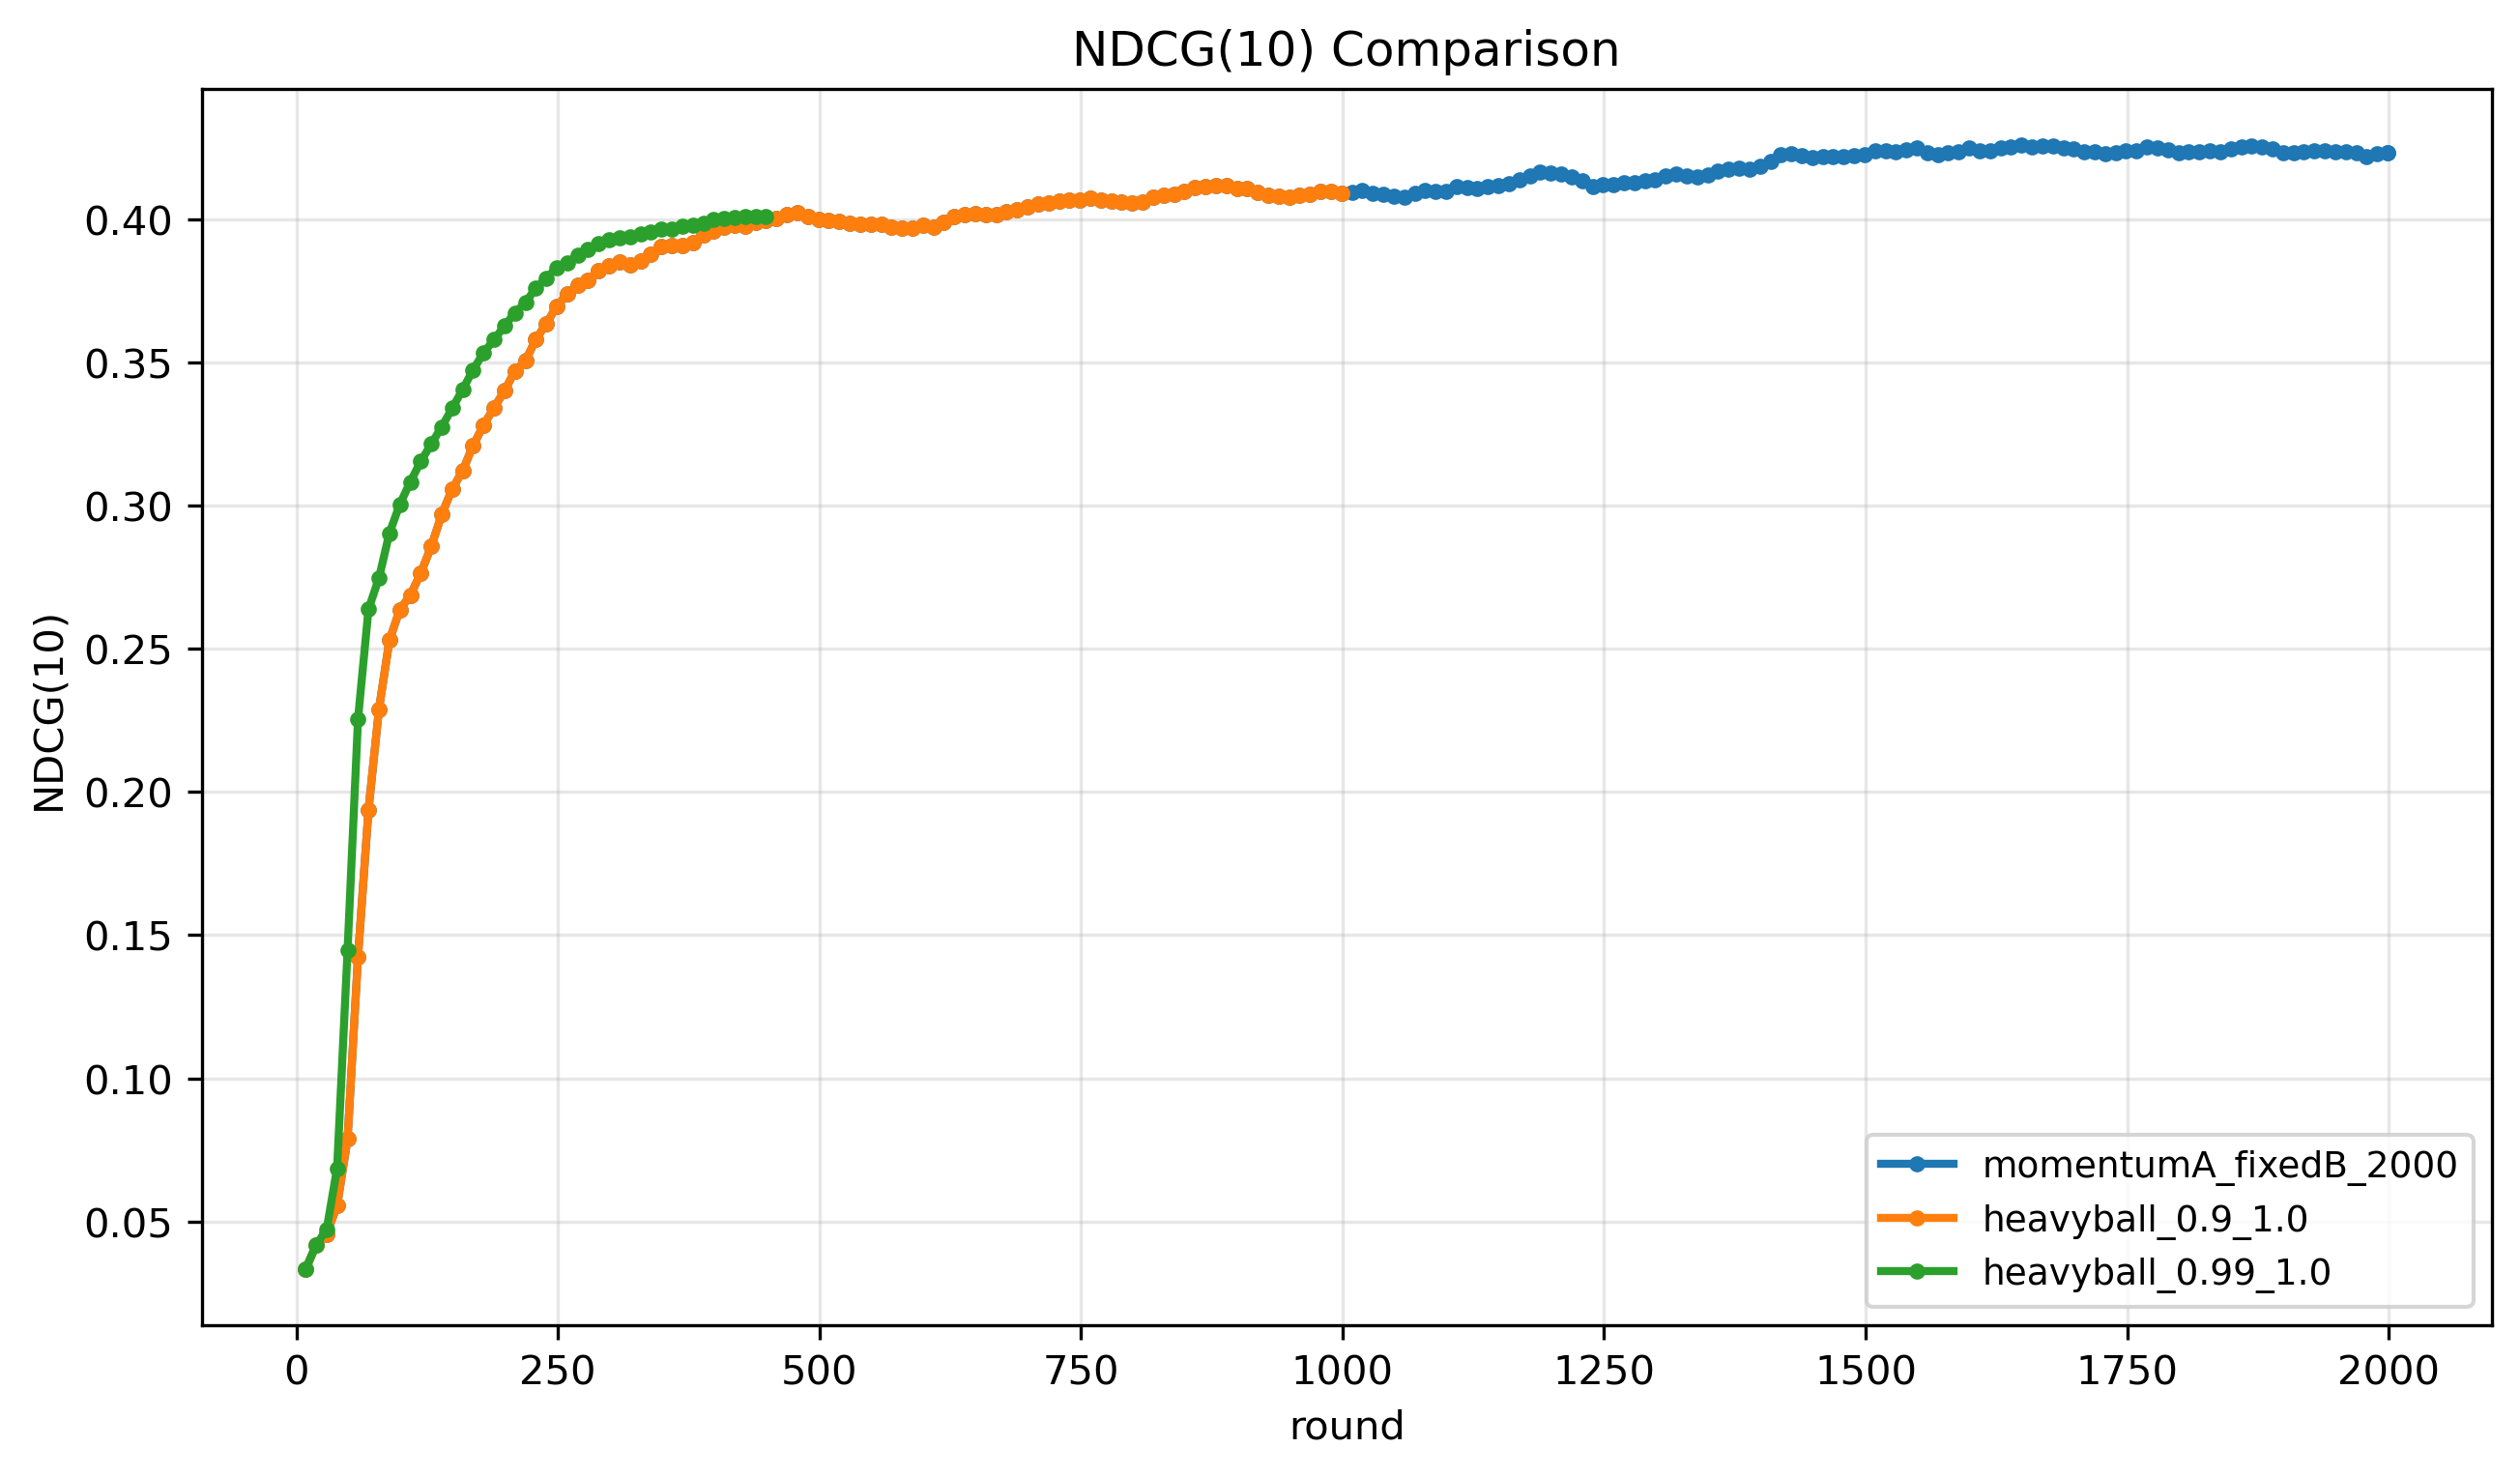 NDCG(10) Comparison
NDCG(10)
0.40
0.35
0.30
0.25
0.20
0.15
0.10
0.05
0 250 500 750 1000 1250 1500 1750 2000
round
momentumA_fixedB_2000
heavyball_0.9_1.0
heavyball_0.99_1.0